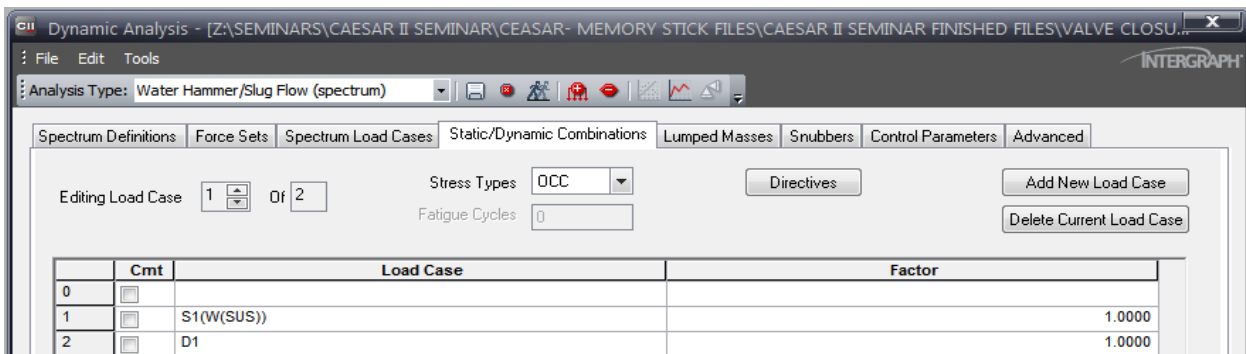 CII Dynamic Analysis - [Z:\SEMINARS\CAESAR II SEMINAR\CEASAR- MEMORY STICK FILES\CAESAR II SEMINAR FINISHED FILES\VALVE CLOSU... X
File Edit Tools INTERGRAPH
Analysis Type: Water Hammer/Slug Flow (spectrum)
Spectrum Definitions Force Sets Spectrum Load Cases Static/Dynamic Combinations Lumped Masses Snubbers Control Parameters Advanced
Editing Load Case 1 Of 2 Stress Types OCC Directives Add New Load Case
Fatigue Cycles 0 Delete Current Load Case
Cmt Load Case Factor
0
1 S1(W(SUS)) 1.0000
2 D1 1.0000